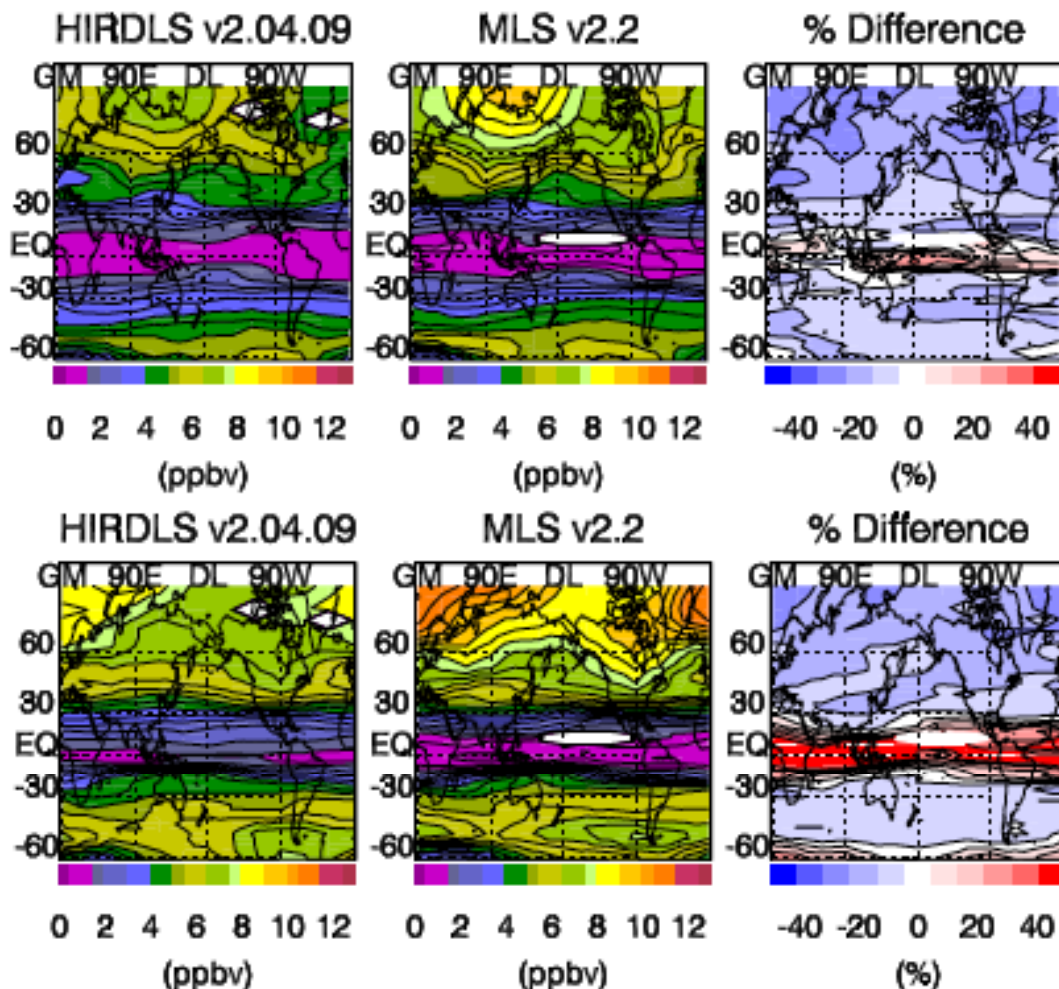 HIRDLS v2.04.09 MLS v2.2 % Difference
GM 90E DL 90W GM 90E DL 90W GM 90E DL 90W
60 60 60
30 30 30
EQ EQ EQ
-30 -30 -30
-60 -60 -60
0 2 4 6 8 10 12 0 2 4 6 8 10 12 -40 -20 0 20 40
(ppbv) (ppbv) (%)
HIRDLS v2.04.09 MLS v2.2 % Difference
GM 90E DL 90W GM 90E DL 90W GM 90E DL 90W
60 60 60
30 30 30
EQ EQ EQ
-30 -30 -30
-60 -60 -60
0 2 4 6 8 10 12 0 2 4 6 8 10 12 -40 -20 0 20 40
(ppbv) (ppbv) (%)